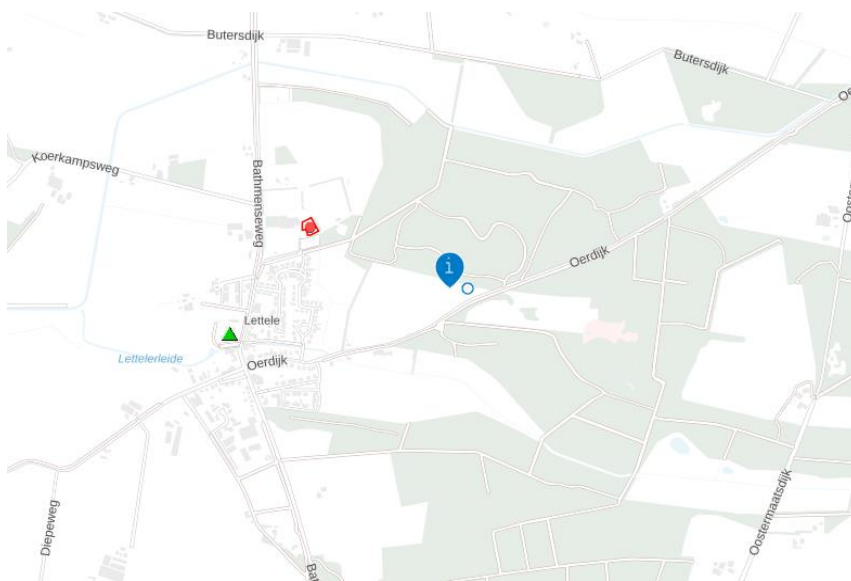 Butersdijk
Butersdijk
Koerkampsweg
Bathmenseweg
Oerdijk
i
Lettele
Lettelerleide
Oerdijk
Oostermaatsdijk
Diepeweg